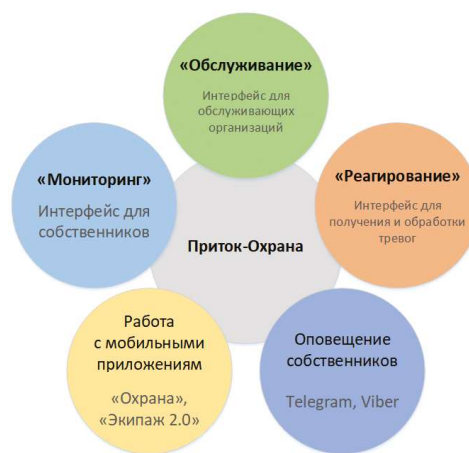 «Обслуживание»
Интерфейс для
обслуживающих
организаций
«Мониторинг»
Интерфейс для
собственников
«Реагирование»
Интерфейс для
получения и обработки
тревог
Приток-Охрана
Работа
с мобильными
приложениям
«Охрана»,
«Экипаж 2.0»
Оповещение
собственников
Telegram, Viber